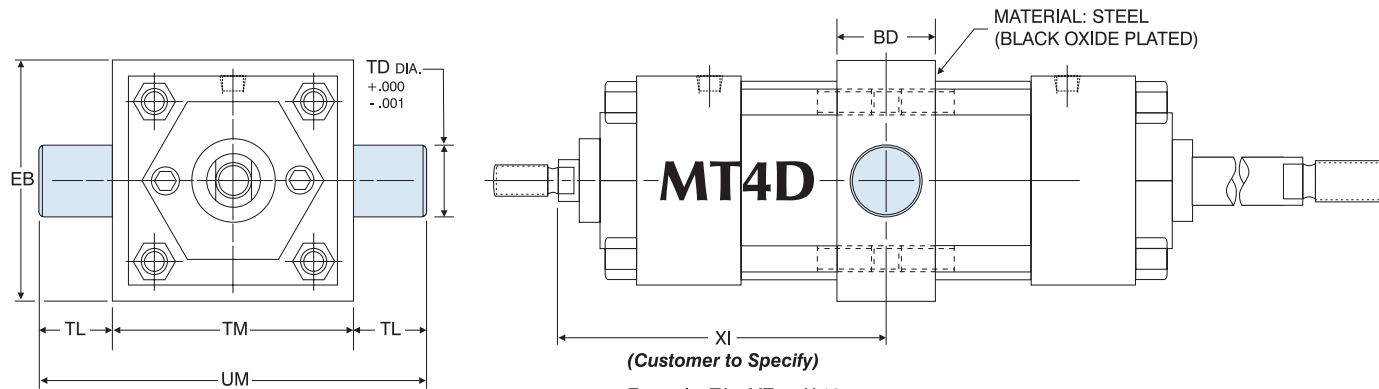 MATERIAL: STEEL
(BLACK OXIDE PLATED)
BD
TD DIA.
+.000
- .001
EB
MT4D
TL
TM
TL
XI
UM
(Customer to Specify)